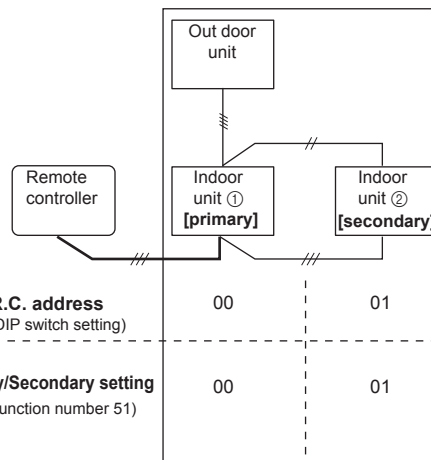 Out door
unit
Remote
controller
Indoor
unit ①
[primary]
Indoor
unit ②
[secondary]
R.C. address
00
01
DIP switch setting)
y/Secondary setting
00
01
unction number 51)